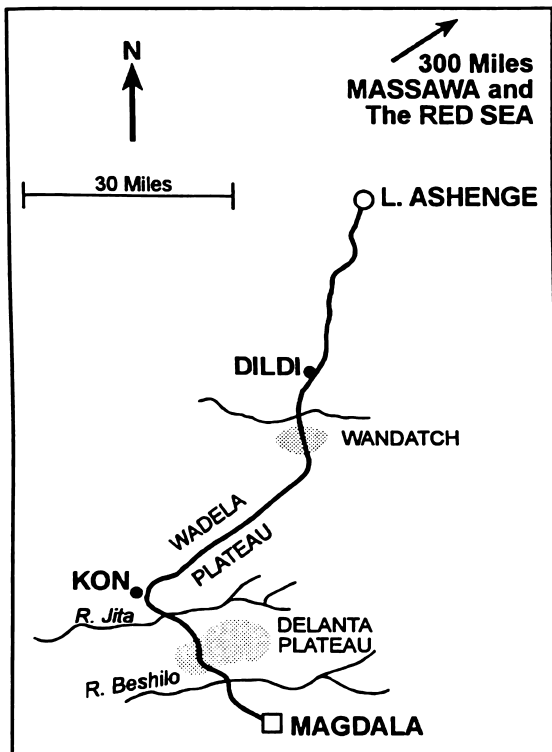 N
300 Miles
MASSAWA and
The RED SEA
30 Miles
L. ASHENGE
DILDI
WANDATCH
WADELA
PLATEAU
KON
R. Jita
DELANTA
PLATEAU
R. Beshilo
MAGDALA